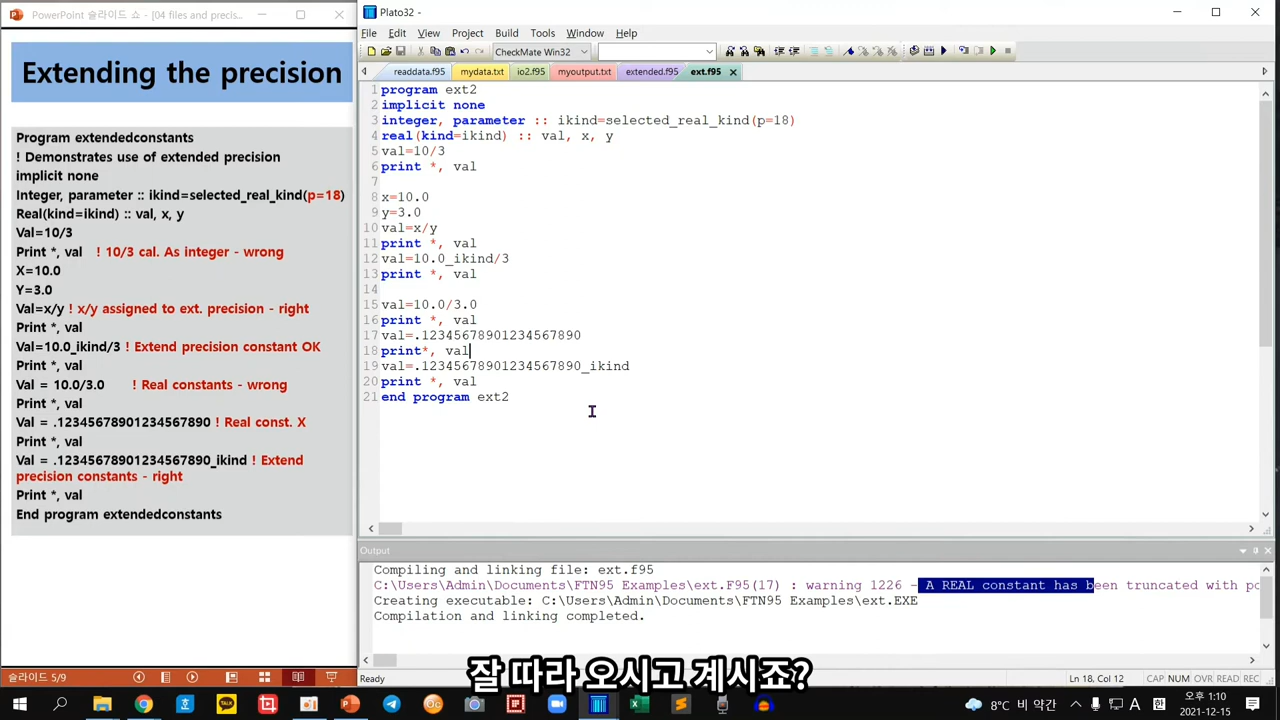 PowerPoint 슬라이드 쇼 - [04 files and precis...
Extending the precision
Program extendedconstants
! Demonstrates use of extended precision
implicit none
Integer, parameter :: ikind=selected_real_kind(p=18)
Real(kind=ikind) :: val, x, y
Val=10/3
Print *, val ! 10/3 cal. As integer - wrong
X=10.0
Y=3.0
Val=x/y ! x/y assigned to ext. precision - right
Print *, val
Val=10.0_ikind/3 ! Extend precision constant OK
Print *, val
Val = 10.0/3.0 ! Real constants - wrong
Print *, val
Val = .12345678901234567890 ! Real const. X
Print *, val
Val = .12345678901234567890_ikind ! Extend
precision constants - right
Print *, val
End program extendedconstants
슬라이드 5/9
Plato32 -
File Edit View Project Build Tools Window Help
CheckMate Win32
readdata.f95 mydata.txt io2.f95 myoutput.txt extended.f95 ext.f95
1 program ext2
2 implicit none
3 integer, parameter :: ikind=selected_real_kind(p=18)
4 real(kind=ikind) :: val, x, y
5 val=10/3
6 print *, val
7
8 x=10.0
9 y=3.0
10 val=x/y
11 print *, val
12 val=10.0_ikind/3
13 print *, val
14
15 val=10.0/3.0
16 print *, val
17 val=.12345678901234567890
18 print*, val
19 val=.12345678901234567890_ikind
20 print *, val
21 end program ext2
Output
Compiling and linking file: ext.f95
C:\Users\Admin\Documents\FTN95 Examples\ext.F95(17) : warning 1226 - A REAL constant has been truncated with po
Creating executable: C:\Users\Admin\Documents\FTN95 Examples\ext.EXE
Compilation and linking completed.
잘 따라 오시고 계시죠?
Ready
Ln 18, Col 12 CAP NUM OVR READ REC
8°C 비 약간
A 한
오후 1:10
2021-12-15